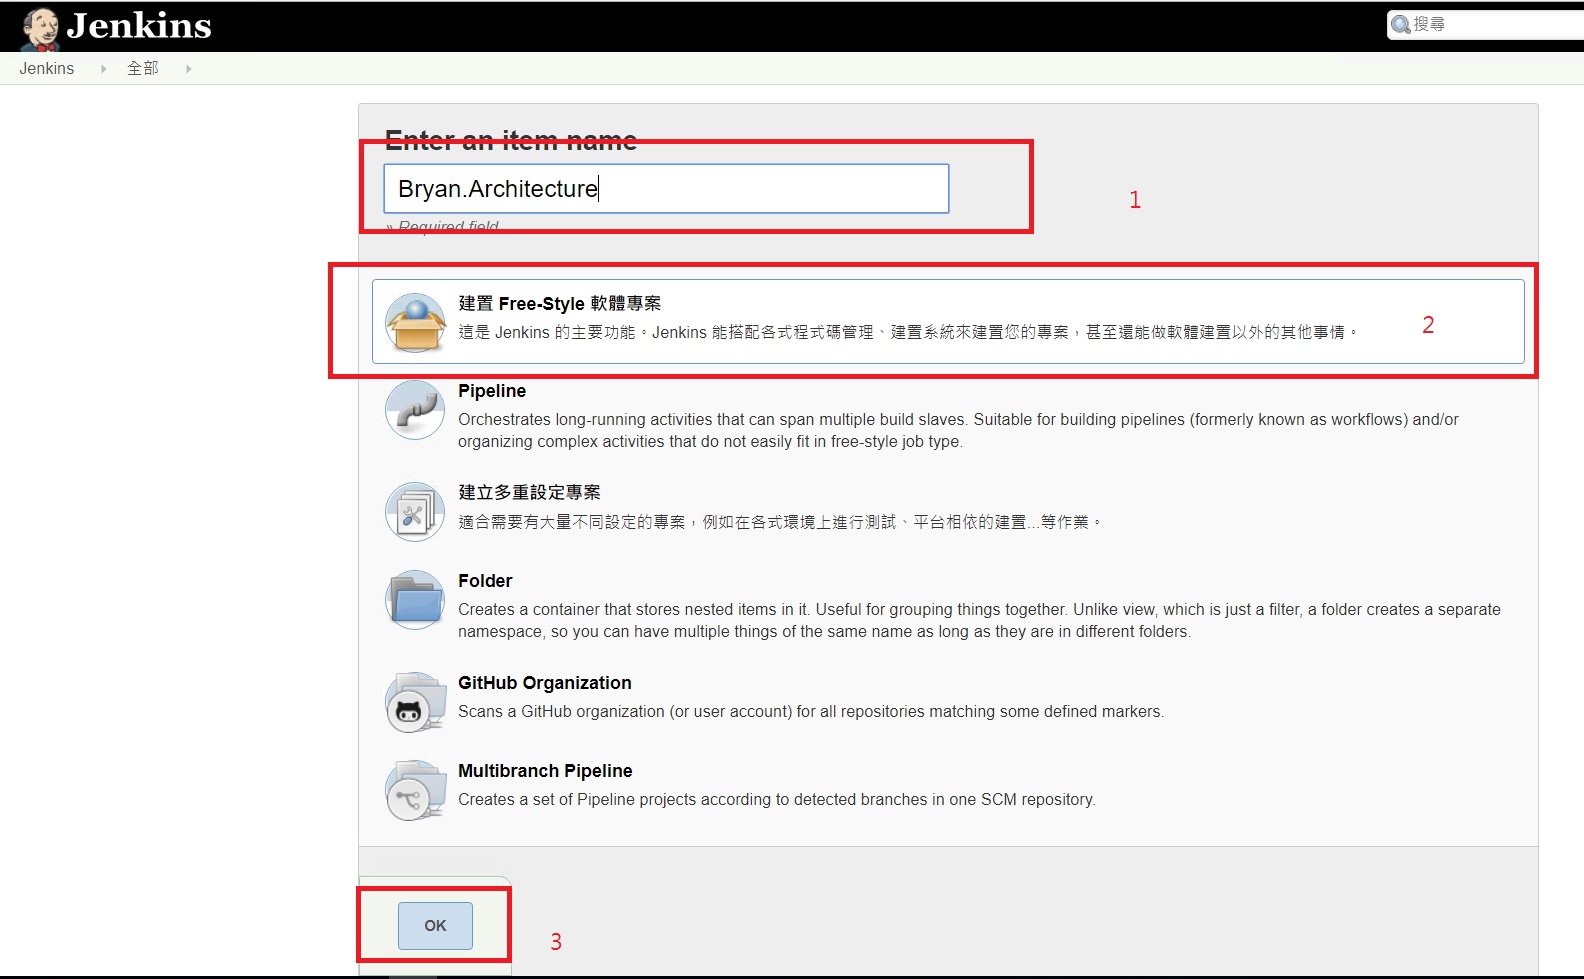 Jenkins
搜尋
Jenkins 全部
Enter an item name
Bryan.Architecture
» Required field
1
建置 Free-Style 軟體專案
這是 Jenkins 的主要功能。Jenkins 能搭配各式程式碼管理、建置系統來建置您的專案，甚至還能做軟體建置以外的其他事情。
2
Pipeline
Orchestrates long-running activities that can span multiple build slaves. Suitable for building pipelines (formerly known as workflows) and/or
organizing complex activities that do not easily fit in free-style job type.
建立多重設定專案
適合需要有大量不同設定的專案，例如在各式環境上進行測試、平台相依的建置...等作業。
Folder
Creates a container that stores nested items in it. Useful for grouping things together. Unlike view, which is just a filter, a folder creates a separate
namespace, so you can have multiple things of the same name as long as they are in different folders.
GitHub Organization
Scans a GitHub organization (or user account) for all repositories matching some defined markers.
Multibranch Pipeline
Creates a set of Pipeline projects according to detected branches in one SCM repository.
OK
3